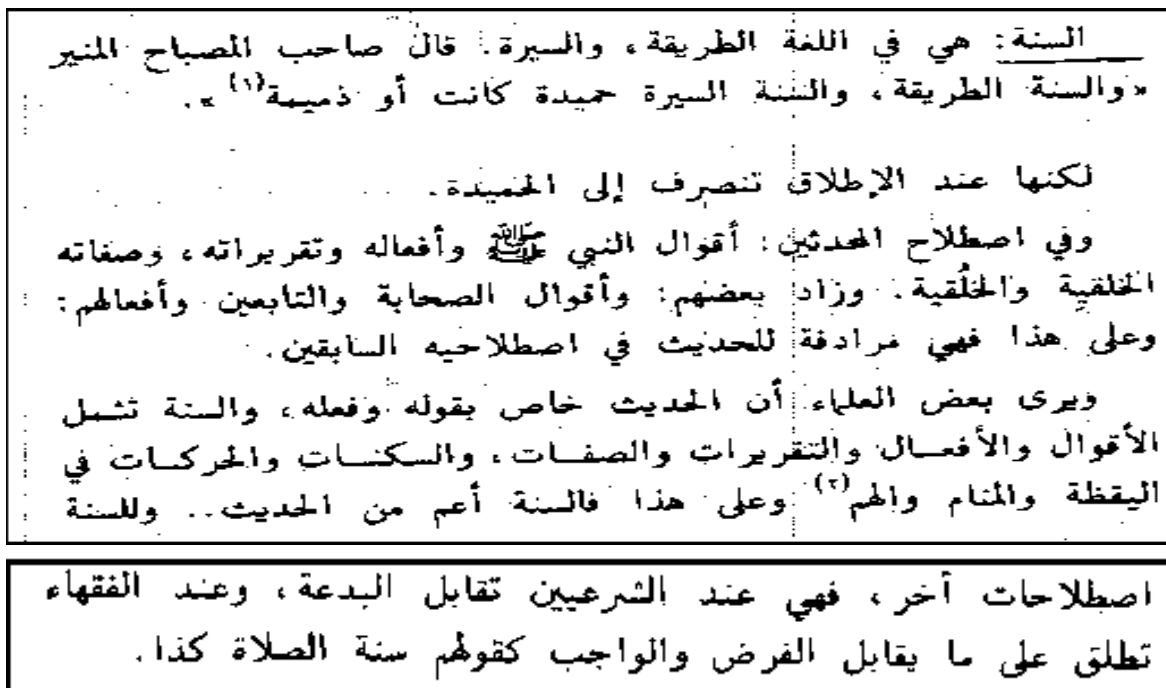 السنة: هي في اللغة الطريقة، والسيرة. قال صاحب المصباح المنير
«والسنة الطريقة، والسنة السيرة حميدة كانت أو ذميمة(١)».
لكنها عند الإطلاق تنصرف إلى الحميدة.
وفي اصطلاح المحدثين: أقوال النبي ﷺ وأفعاله وتقريراته، وصفاته
الخلقية والخلُقية. وزاد بعضهم: وأقوال الصحابة والتابعين وأفعالهم:
وعلى هذا فهي مرادفة للحديث في اصطلاحيه السابقين.
ويرى بعض العلماء أن الحديث خاص بقوله وفعله، والسنة تشمل
الأقوال والأفعال والتقريرات والصفات، والسكنات والحركات في
اليقظة والمنام والهم(٢) وعلى هذا فالسنة أعم من الحديث.. وللسنة
اصطلاحات أخر، فهي عند الشرعيين تقابل البدعة، وعند الفقهاء
تطلق على ما يقابل الفرض والواجب كقولهم سنة الصلاة كذا.